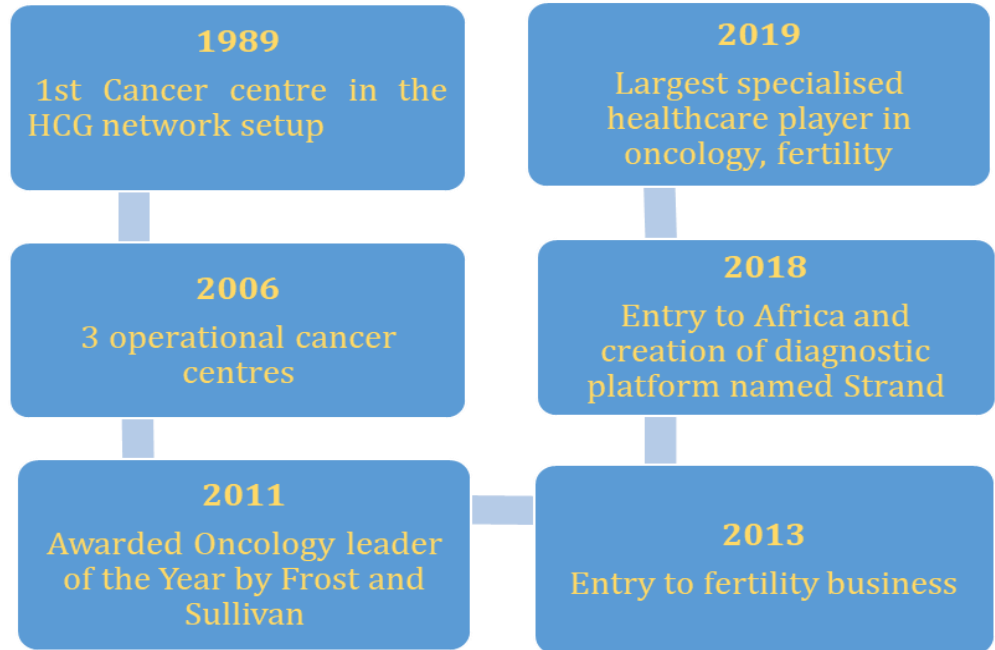 1989
1st Cancer centre in the
HCG network setup
2006
3 operational cancer
centres
2011
Awarded Oncology leader
of the Year by Frost and
Sullivan
2013
Entry to fertility business
2018
Entry to Africa and
creation of diagnostic
platform named Strand
2019
Largest specialised
healthcare player in
oncology, fertility